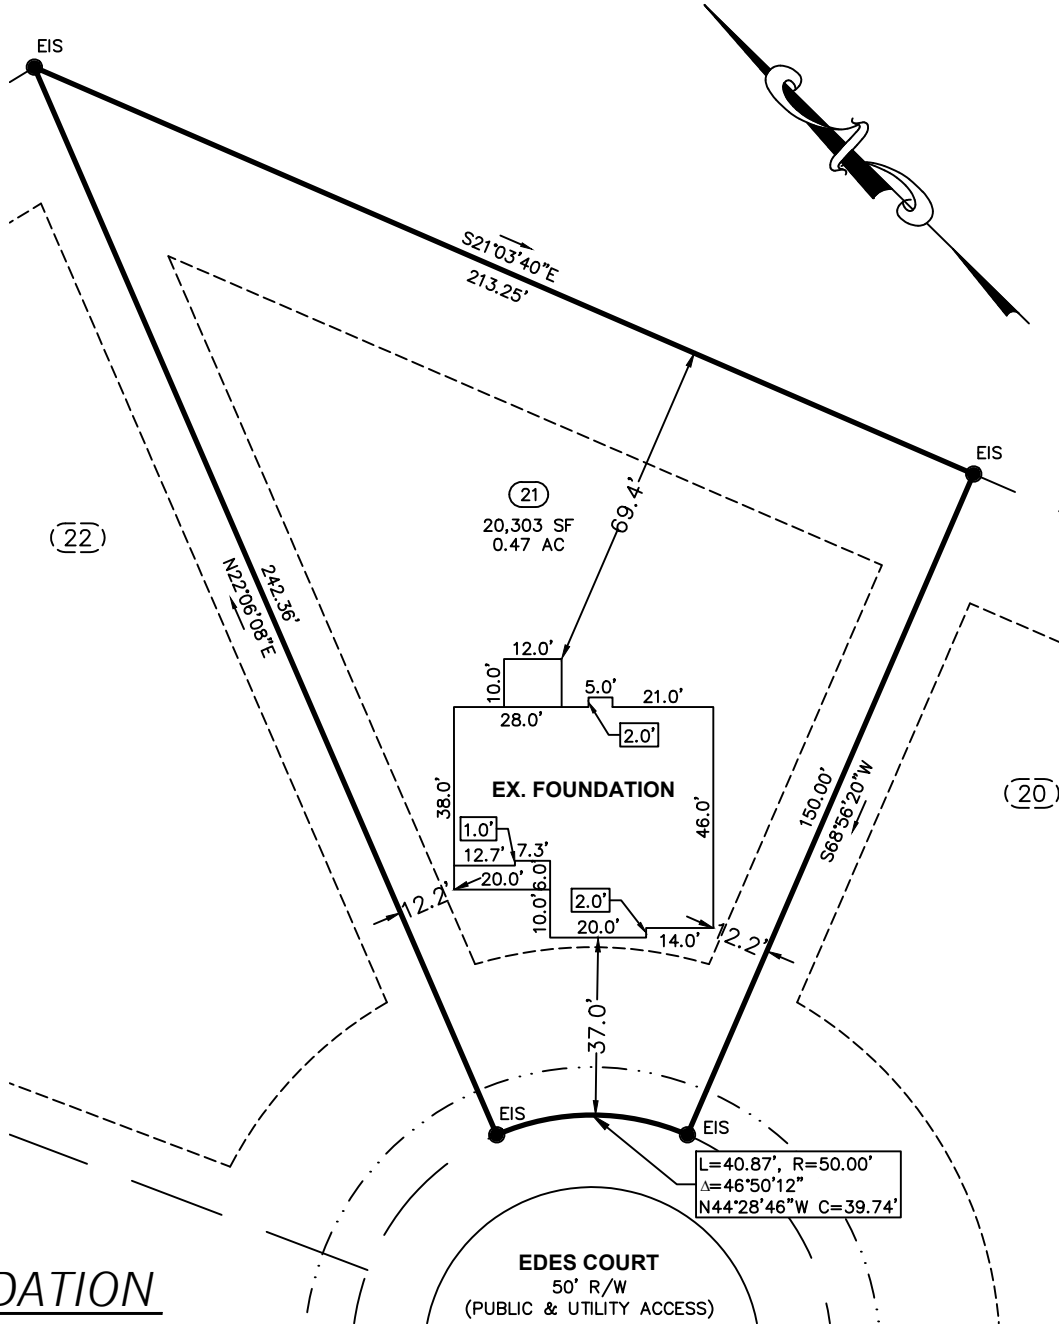 EIS
S21°03'40"E
213.25'
EIS
21
20,303 SF
0.47 AC
69.4'
22
N22°06'08"E
242.36'
12.0'
10.0'
5.0'
21.0'
28.0'
2.0'
EX. FOUNDATION
38.0'
46.0'
150.00'
S68°56'20"W
20
1.0'
12.7'
7.3'
6.0'
20.0'
12.2'
10.0'
2.0'
20.0'
14.0'
12.2'
37.0'
EIS
EIS
L=40.87', R=50.00'
Δ=46°50'12"
N44°28'46"W C=39.74'
EDES COURT
50' R/W
(PUBLIC & UTILITY ACCESS)
DATION